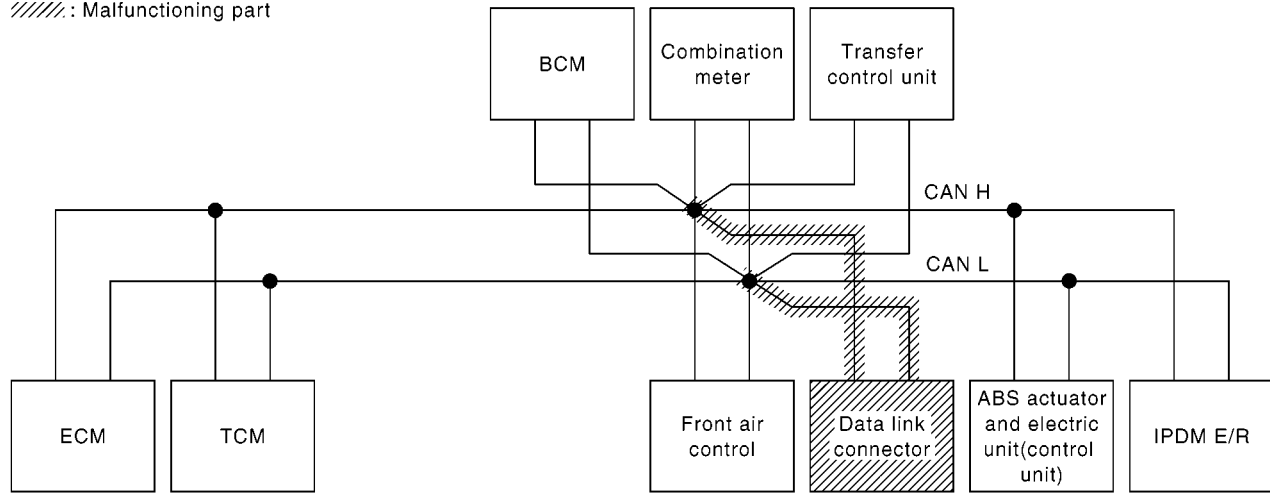 : Malfunctioning part
BCM
Combination
meter
Transfer
control unit
CAN H
CAN L
ECM
TCM
Front air
control
Data link
connector
ABS actuator
and electric
unit(control
unit)
IPDM E/R